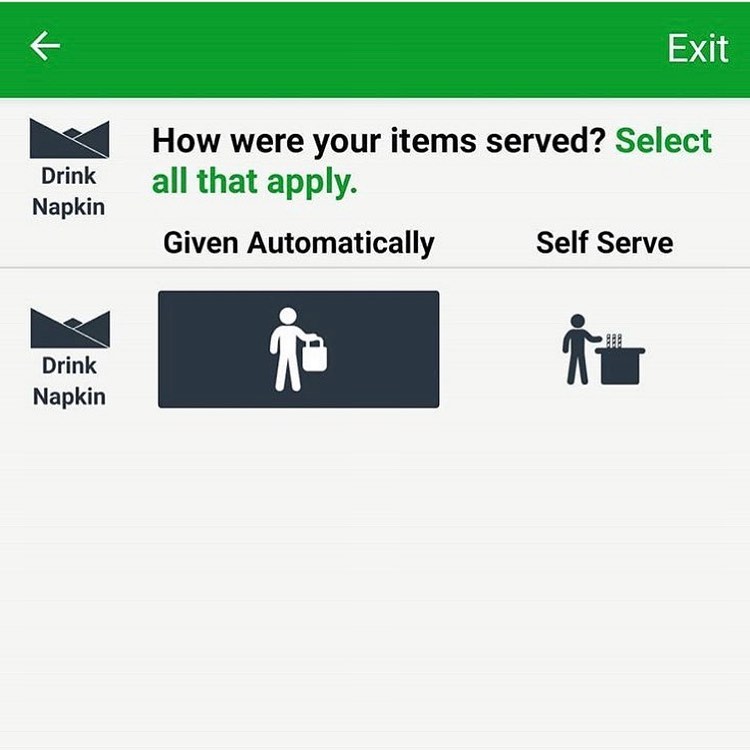 Exit
How were your items served? Select
all that apply.
Drink
Napkin
Given Automatically Self Serve
Drink
Napkin